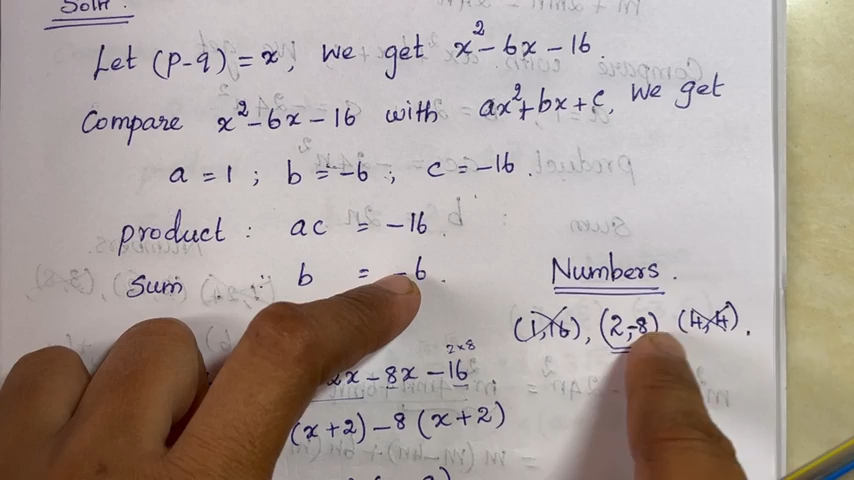 Soln.
Let (p-q) = x, we get x²-6x-16.
Compare x²-6x-16 with ax²+bx+c, we get
a=1; b=-6; c=-16.
product: ac = -16.
Sum : b = -6.
Numbers.
(1,16), (2,-8) (4,4).
2×8
2x-8x-16
(x+2)-8(x+2)